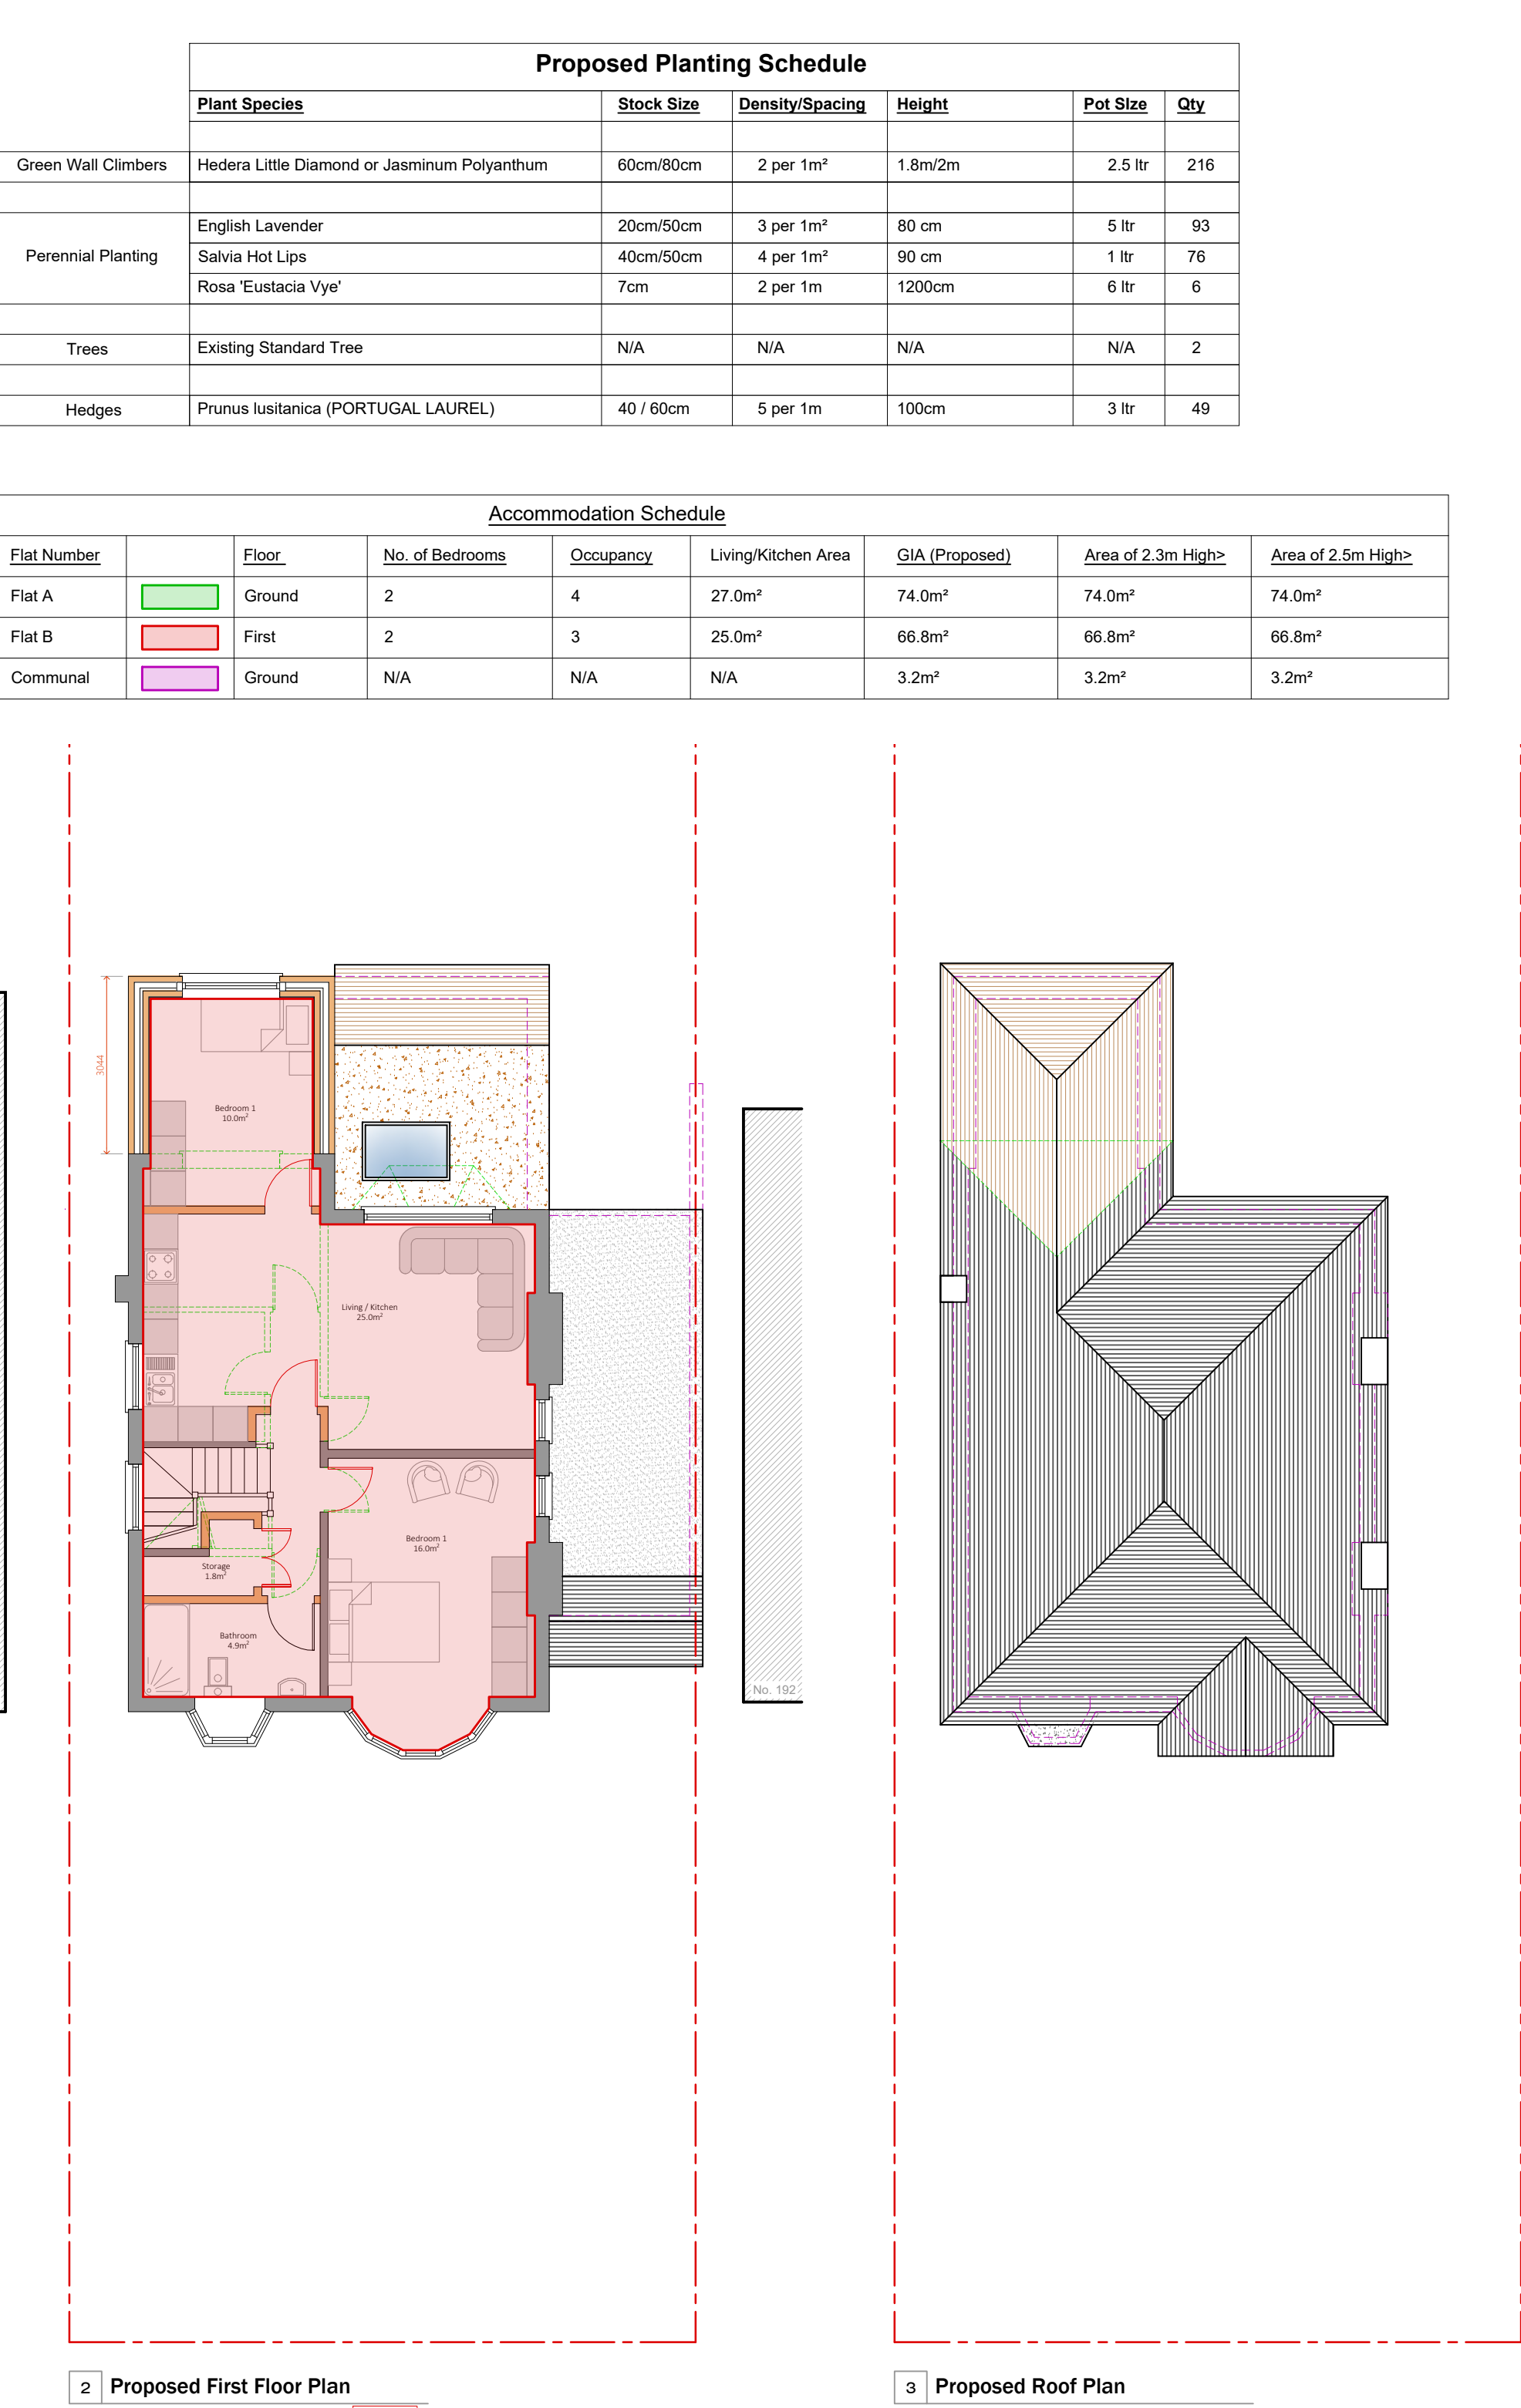 Proposed Planting Schedule
Plant Species Stock Size Density/Spacing Height Pot SIze Qty
Green Wall Climbers Hedera Little Diamond or Jasminum Polyanthum 60cm/80cm 2 per 1m² 1.8m/2m 2.5 ltr 216
English Lavender 20cm/50cm 3 per 1m² 80 cm 5 ltr 93
Perennial Planting Salvia Hot Lips 40cm/50cm 4 per 1m² 90 cm 1 ltr 76
Rosa 'Eustacia Vye' 7cm 2 per 1m 1200cm 6 ltr 6
Trees Existing Standard Tree N/A N/A N/A N/A 2
Hedges Prunus lusitanica (PORTUGAL LAUREL) 40 / 60cm 5 per 1m 100cm 3 ltr 49
Accommodation Schedule
Flat Number Floor No. of Bedrooms Occupancy Living/Kitchen Area GIA (Proposed) Area of 2.3m High> Area of 2.5m High>
Flat A Ground 2 4 27.0m² 74.0m² 74.0m² 74.0m²
Flat B First 2 3 25.0m² 66.8m² 66.8m² 66.8m²
Communal Ground N/A N/A N/A 3.2m² 3.2m² 3.2m²
3044
Bedroom 1
10.0m²
Living / Kitchen
25.0m²
Bedroom 1
16.0m²
Storage
1.8m²
Bathroom
4.9m²
No. 192
2 Proposed First Floor Plan
3 Proposed Roof Plan